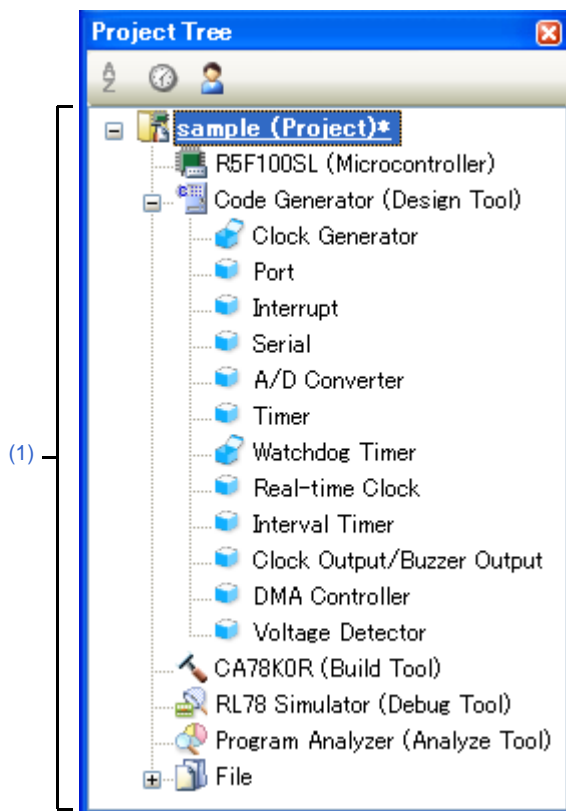 Project Tree
sample (Project)*
R5F100SL (Microcontroller)
Code Generator (Design Tool)
Clock Generator
Port
Interrupt
Serial
A/D Converter
Timer
(1)
Watchdog Timer
Real-time Clock
Interval Timer
Clock Output/Buzzer Output
DMA Controller
Voltage Detector
CA78K0R (Build Tool)
RL78 Simulator (Debug Tool)
Program Analyzer (Analyze Tool)
File